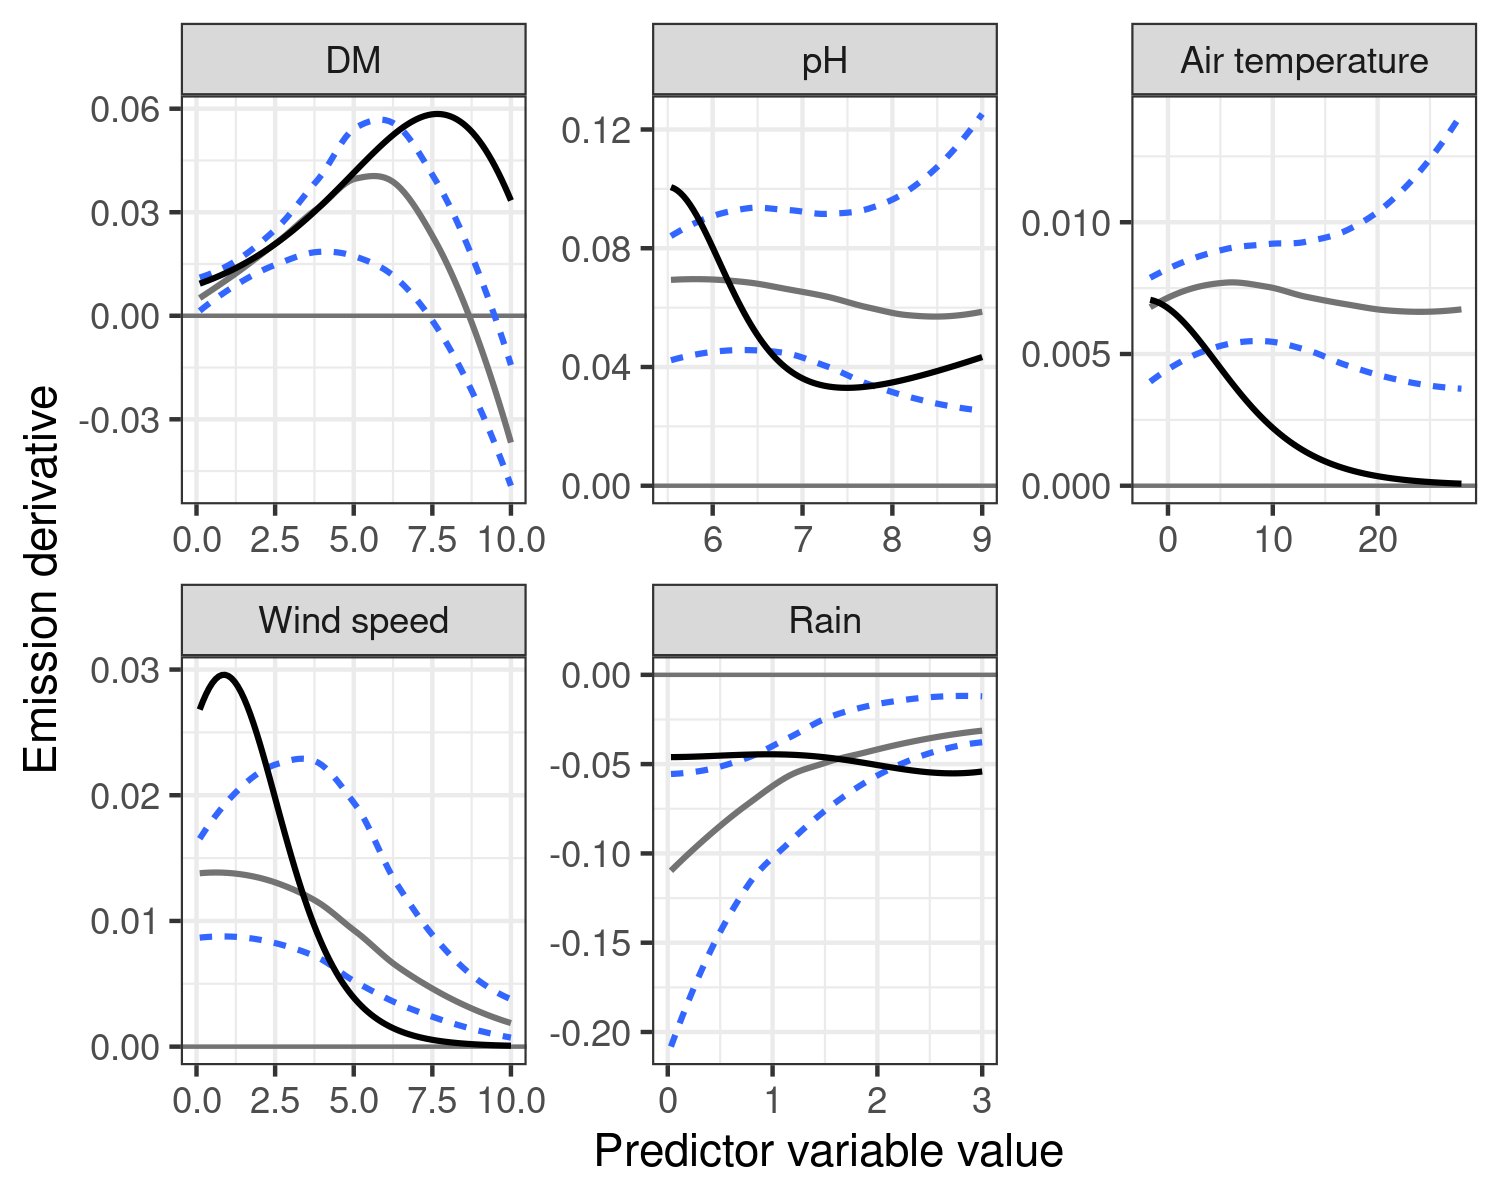 DM
pH
Air temperature
0.06
0.03
0.00
-0.03
0.12
0.08
0.04
0.00
0.010
0.005
0.000
0.0 2.5 5.0 7.5 10.0
6 7 8 9
0 10 20
Emission derivative
Wind speed
Rain
0.03
0.02
0.01
0.00
0.00
-0.05
-0.10
-0.15
-0.20
0.0 2.5 5.0 7.5 10.0
0 1 2 3
Predictor variable value